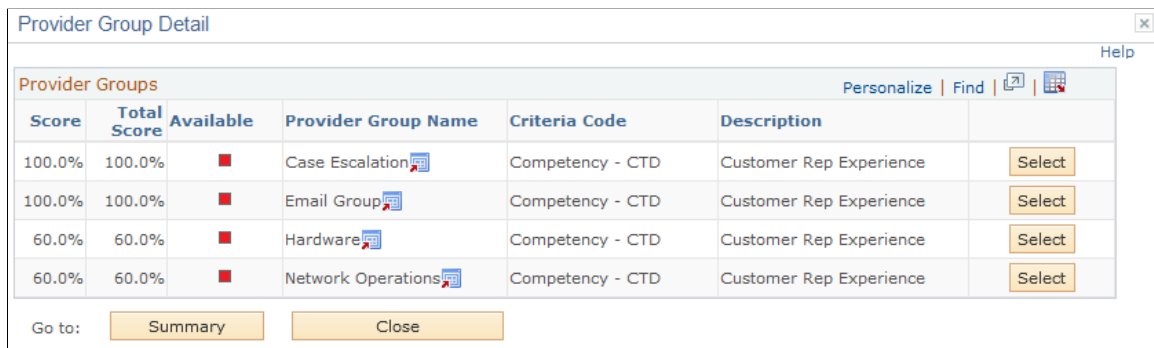 Provider Group Detail
Help
Provider Groups Personalize | Find | |
Score Total Score Available Provider Group Name Criteria Code Description
100.0% 100.0% Case Escalation Competency - CTD Customer Rep Experience Select
100.0% 100.0% Email Group Competency - CTD Customer Rep Experience Select
60.0% 60.0% Hardware Competency - CTD Customer Rep Experience Select
60.0% 60.0% Network Operations Competency - CTD Customer Rep Experience Select
Go to: Summary Close